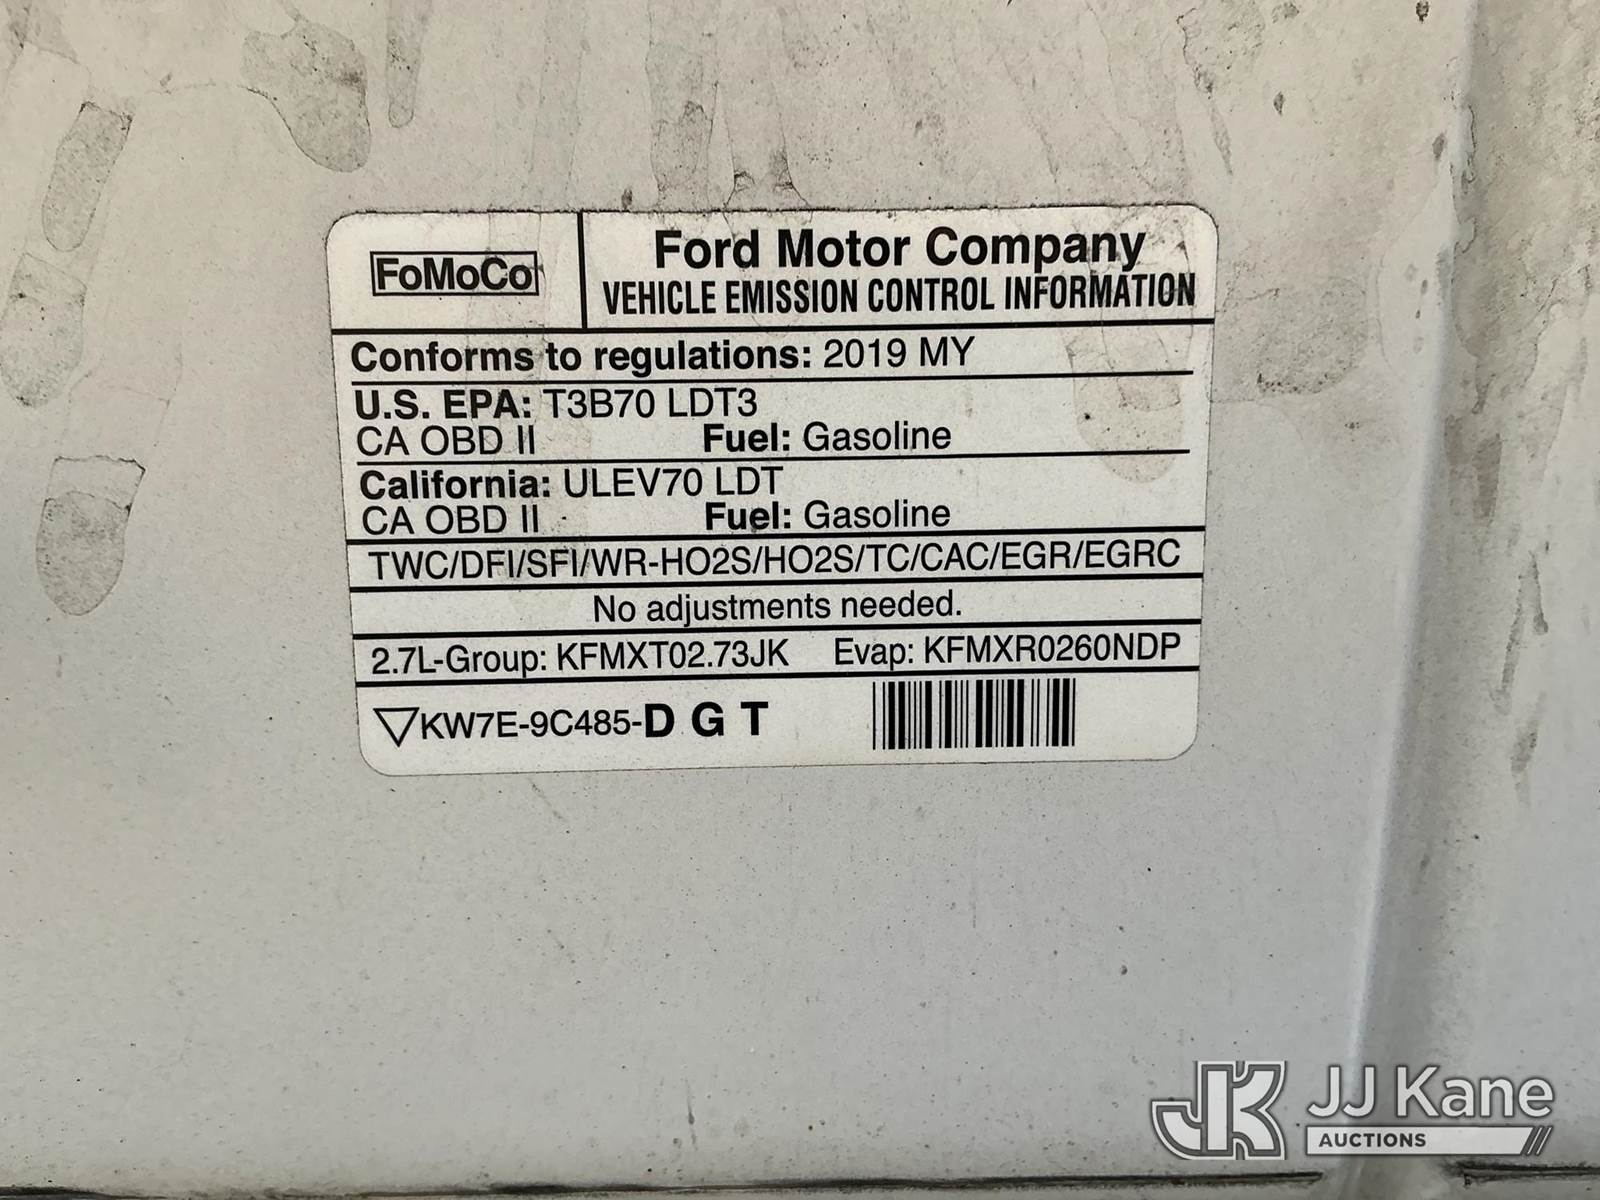 FoMoCo
Ford Motor Company
VEHICLE EMISSION CONTROL INFORMATION
Conforms to regulations: 2019 MY
U.S. EPA: T3B70 LDT3
CA OBD II Fuel: Gasoline
California: ULEV70 LDT
CA OBD II Fuel: Gasoline
TWC/DFI/SFI/WR-HO2S/HO2S/TC/CAC/EGR/EGRC
No adjustments needed.
2.7L-Group: KFMXT02.73JK Evap: KFMXR0260NDP
KW7E-9C485-D G T
JK JJ Kane
AUCTIONS